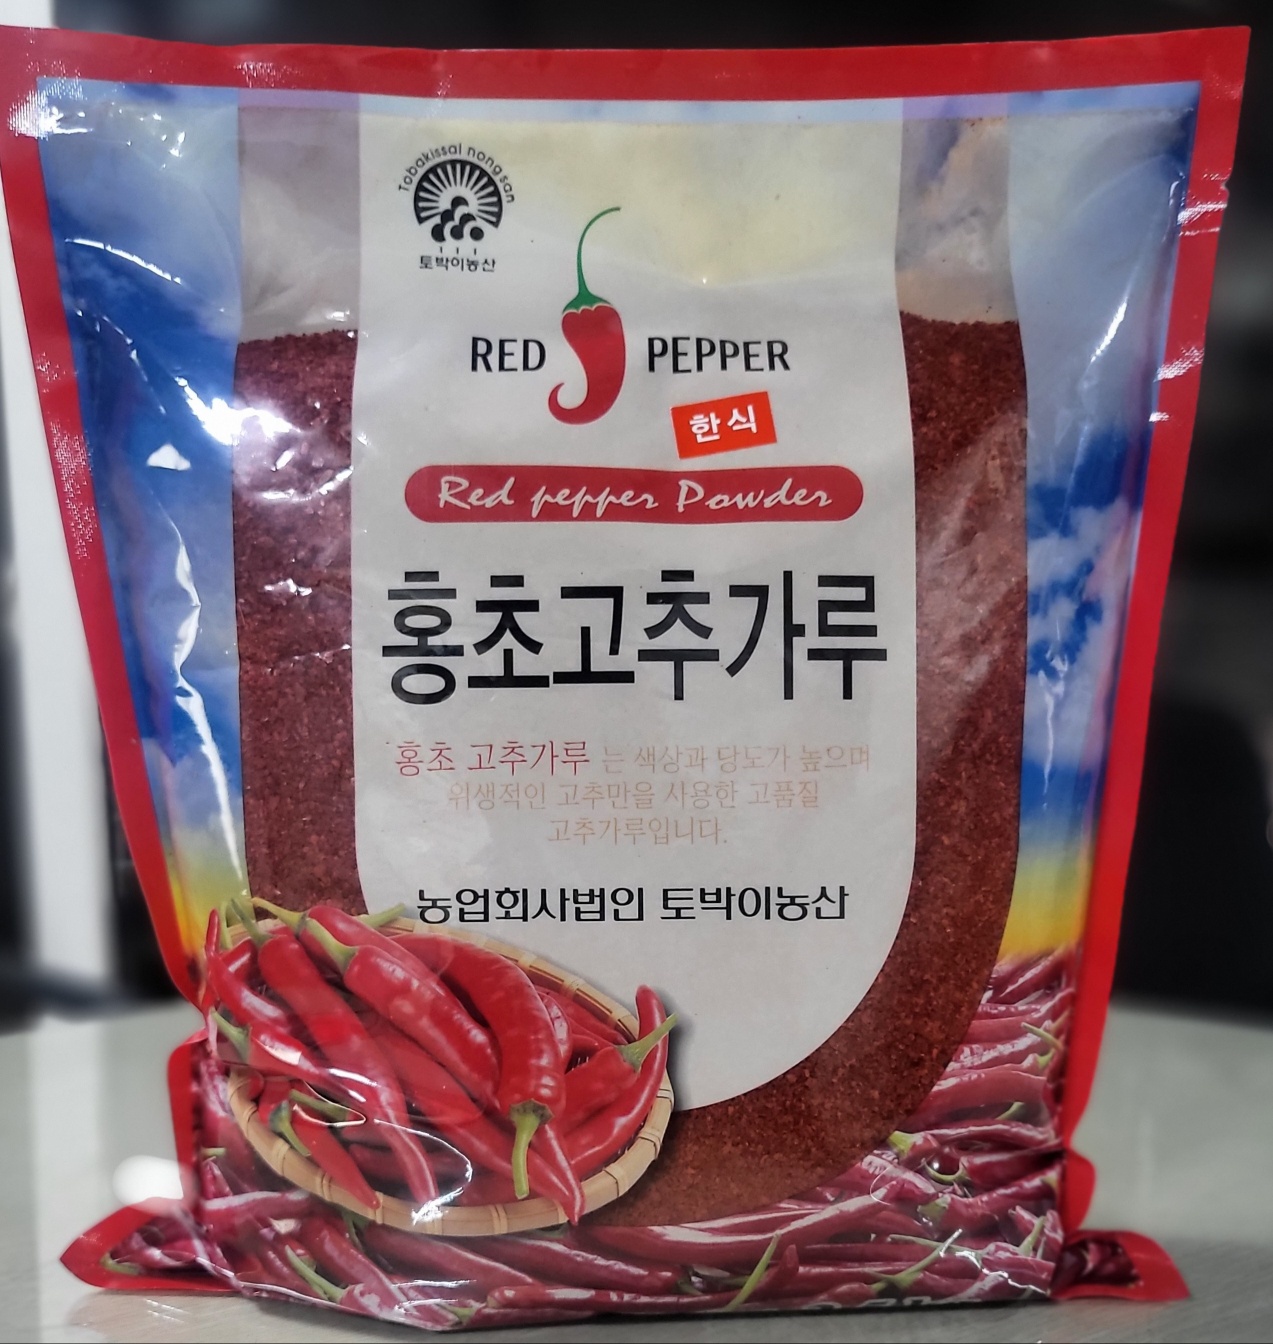 Tobakissal nong san
토박이농산
RED PEPPER
한식
Red pepper Powder
홍초고추가루
홍초 고추가루 는 색상과 당도가 높으며
위생적인 고추만을 사용한 고품질
고추가루입니다.
농업회사법인 토박이농산